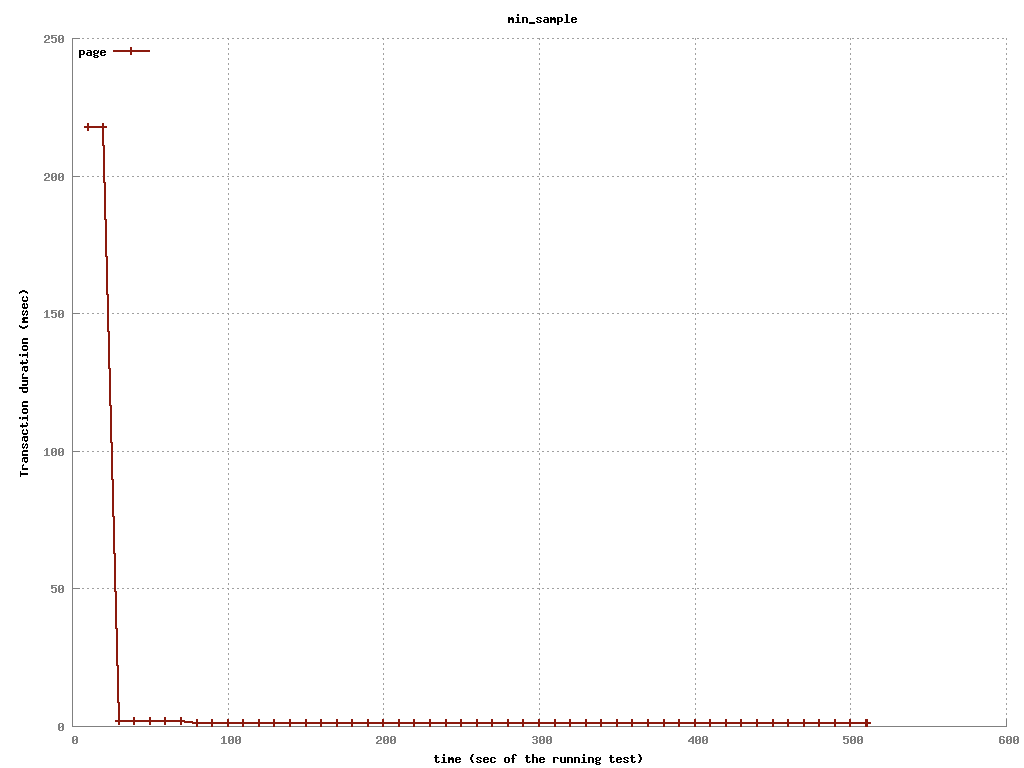 min_sample
250
page
200
150
Transaction duration (msec)
100
50
0
0 100 200 300 400 500 600
time (sec of the running test)